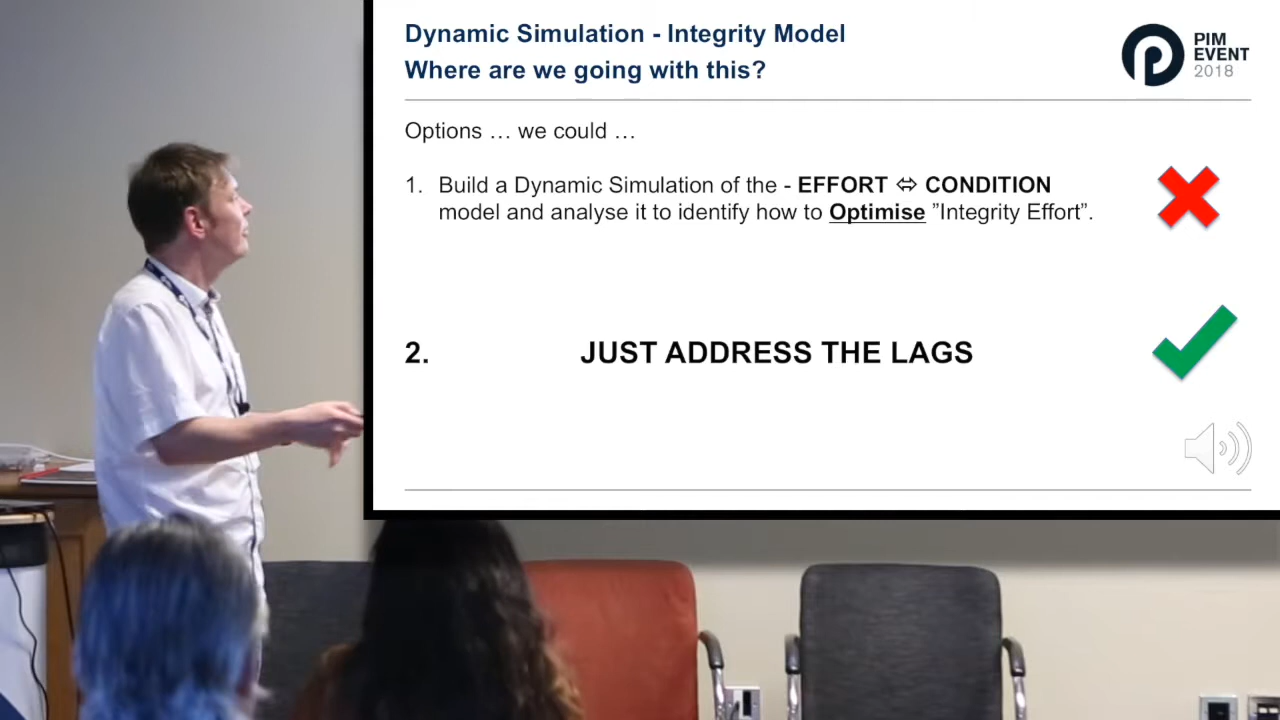 Dynamic Simulation - Integrity Model
Where are we going with this?
PIM
EVENT
2018
Options … we could …
1. Build a Dynamic Simulation of the - EFFORT ⇔ CONDITION
model and analyse it to identify how to Optimise ”Integrity Effort”.
2. JUST ADDRESS THE LAGS